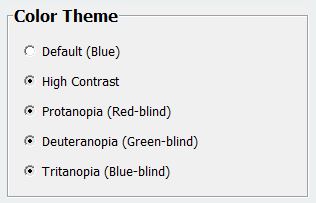 Color Theme
Default (Blue)
High Contrast
Protanopia (Red-blind)
Deuteranopia (Green-blind)
Tritanopia (Blue-blind)